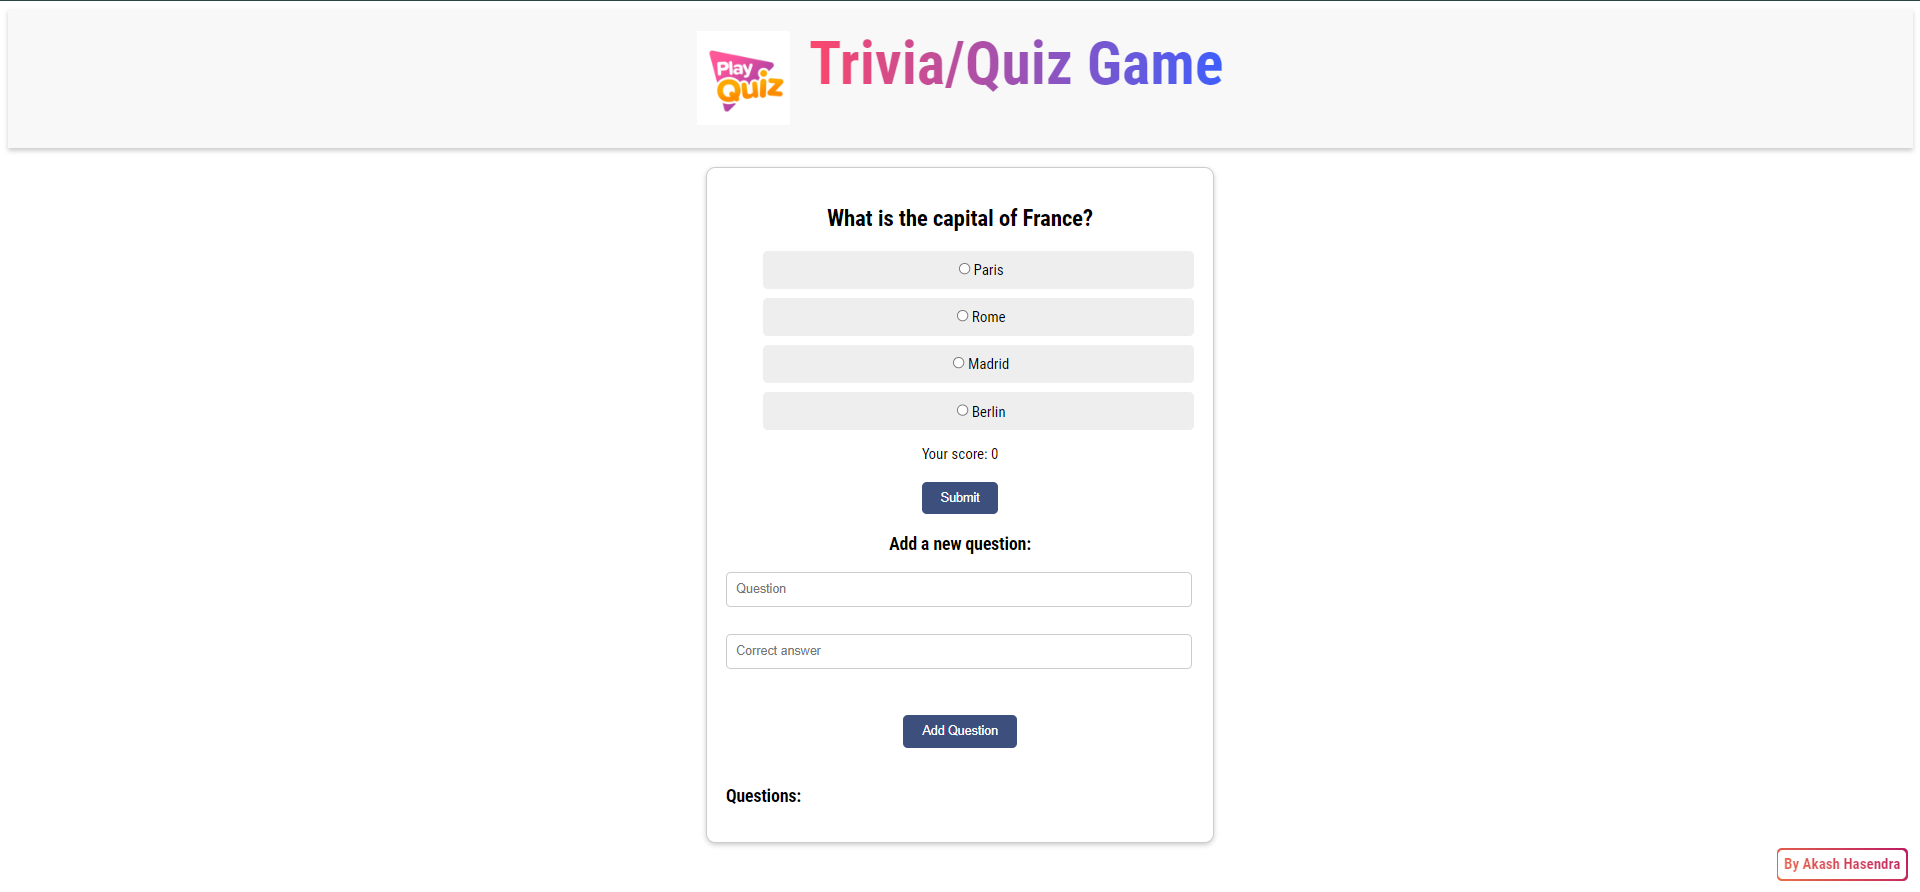 Play
Quiz
Trivia/Quiz Game
What is the capital of France?
Paris
Rome
Madrid
Berlin
Your score: 0
Submit
Add a new question:
Question
Correct answer
Add Question
Questions:
By Akash Hasendra